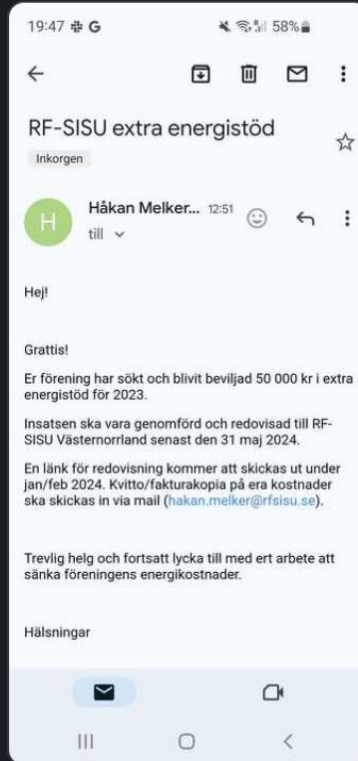 19:47 G 58%
RF-SISU extra energistöd
Inkorgen
H
Håkan Melker... 12:51
till
Hej!
Grattis!
Er förening har sökt och blivit beviljad 50 000 kr i extra
energistöd för 2023.
Insatsen ska vara genomförd och redovisad till RF-
SISU Västernorrland senast den 31 maj 2024.
En länk för redovisning kommer att skickas ut under
jan/feb 2024. Kvitto/fakturakopia på era kostnader
ska skickas in via mail (hakan.melker@rfsisu.se).
Trevlig helg och fortsatt lycka till med ert arbete att
sänka föreningens energikostnader.
Hälsningar